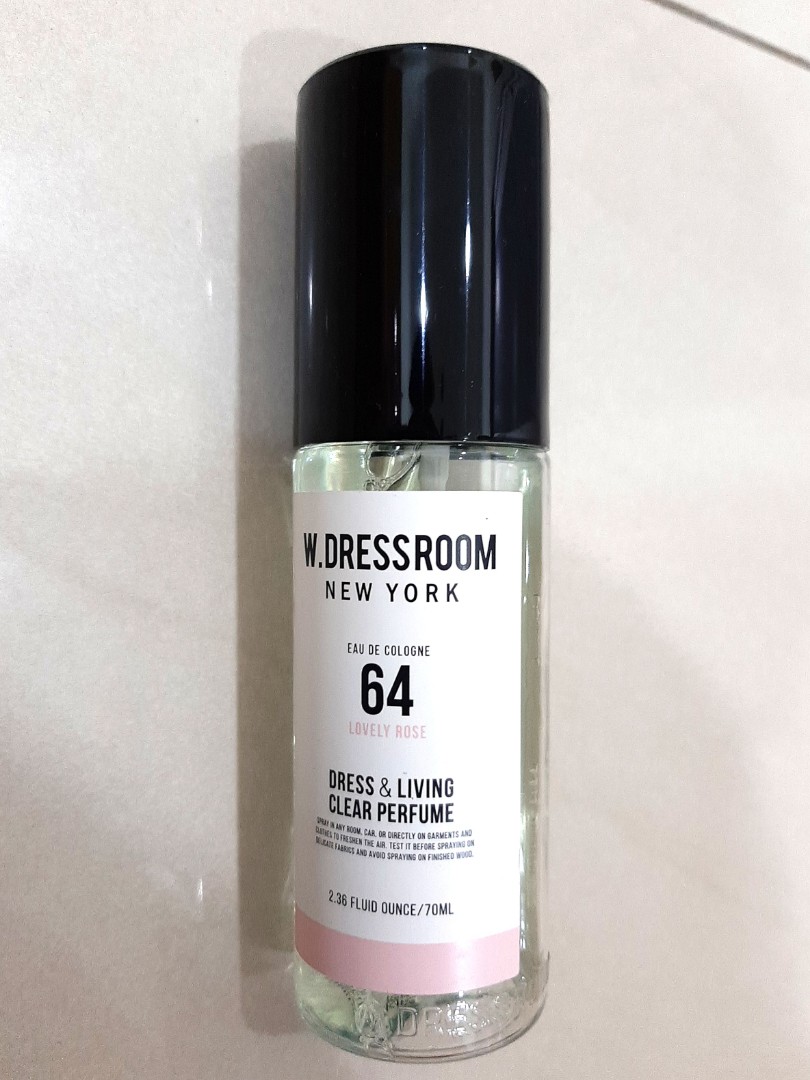 W.DRESSROOM
NEW YORK
EAU DE COLOGNE
64
LOVELY ROSE
DRESS & LIVING
CLEAR PERFUME
SPRAY IN ANY ROOM, CAR, OR DIRECTLY ON GARMENTS AND
CLOTHES TO FRESHEN THE AIR. TEST IT BEFORE SPRAYING ON
DELICATE FABRICS AND AVOID SPRAYING ON FINISHED WOOD.
2.36 FLUID OUNCE/70ML